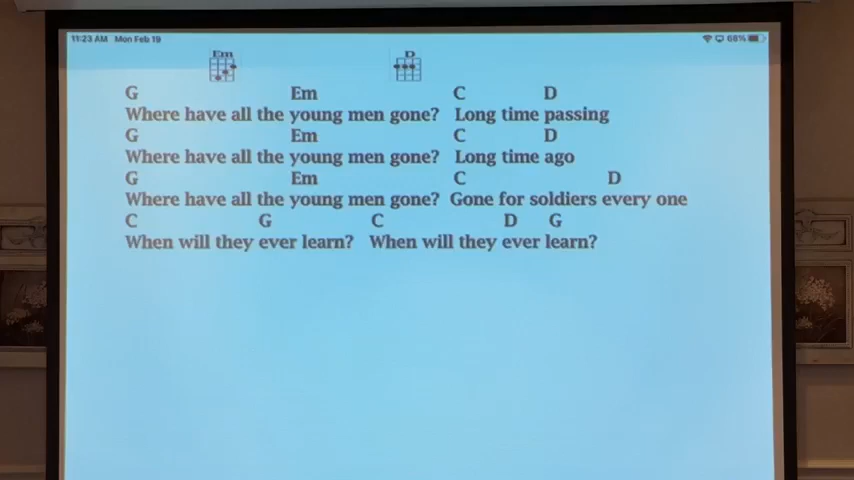 11:23 AM Mon Feb 19 68%
Em D
G Em C D
Where have all the young men gone? Long time passing
G Em C D
Where have all the young men gone? Long time ago
G Em C D
Where have all the young men gone? Gone for soldiers every one
C G C D G
When will they ever learn? When will they ever learn?